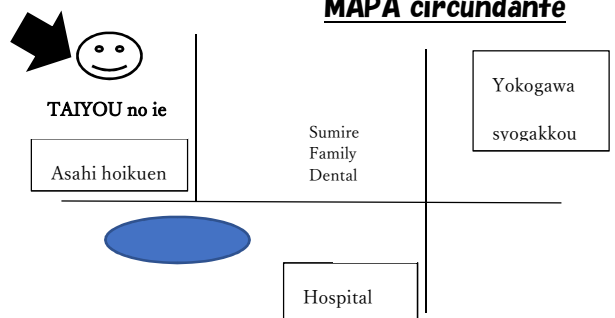 MAPA circundante
TAIYOU no ie
Asahi hoikuen
Sumire
Family
Dental
Yokogawa
syogakkou
Hospital